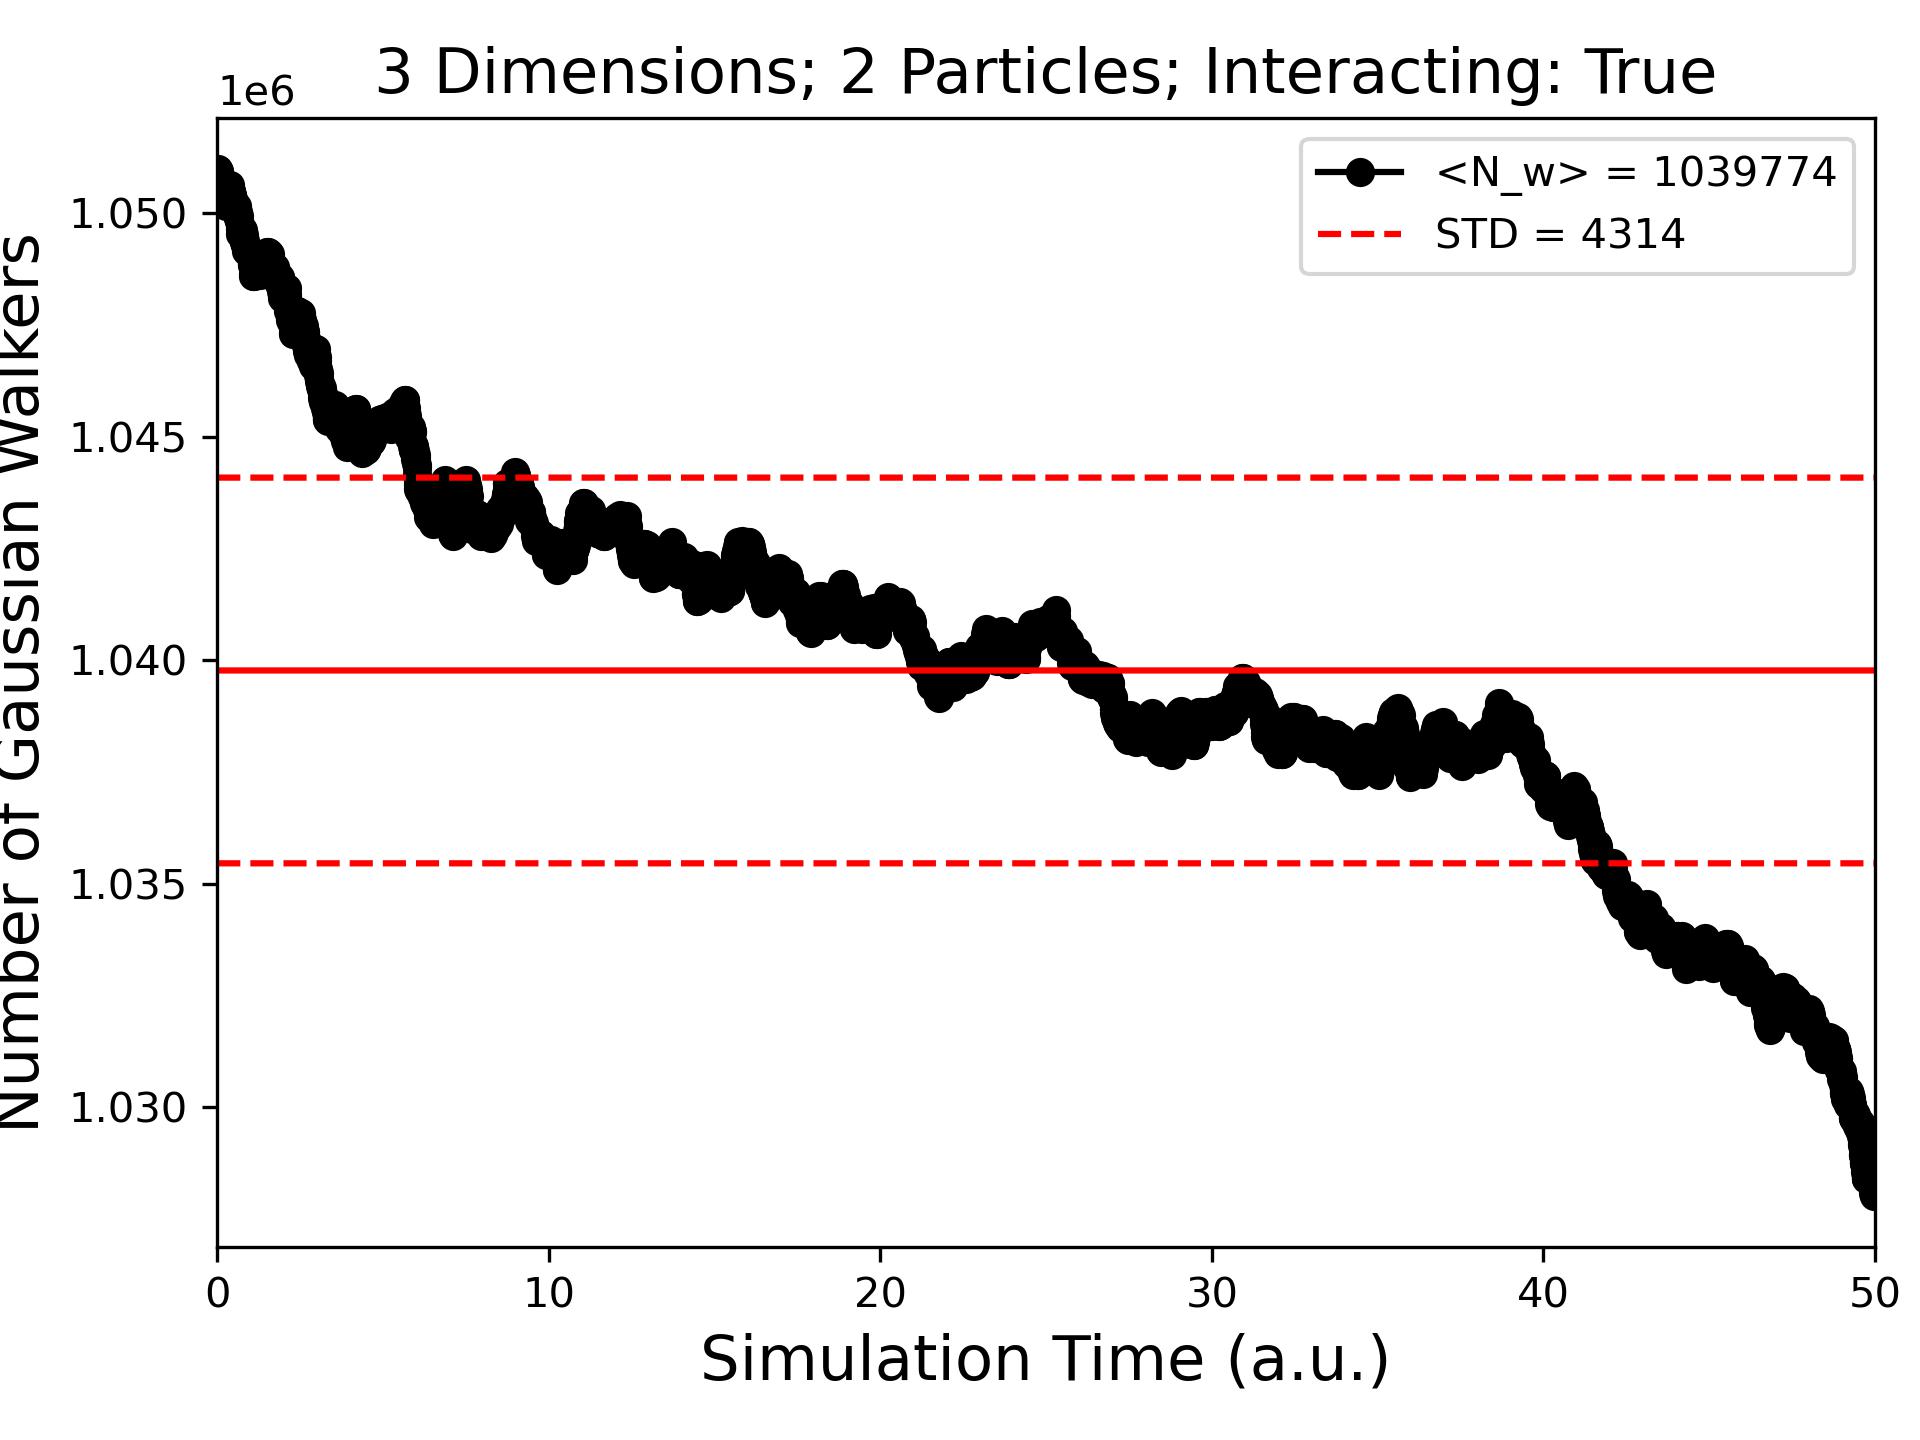 3 Dimensions; 2 Particles; Interacting: True
1e6
<N_w> = 1039774
STD = 4314
1.050
1.045
1.040
1.035
1.030
Number of Gaussian Walkers
0 10 20 30 40 50
Simulation Time (a.u.)